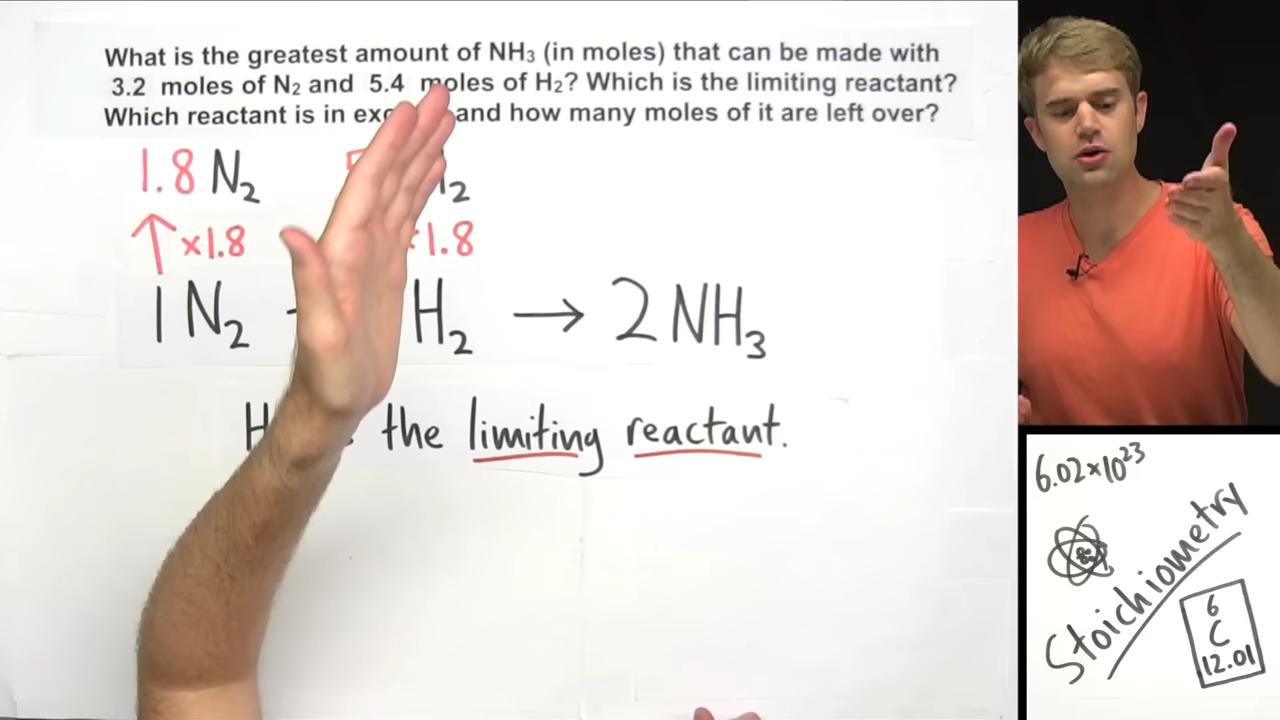 What is the greatest amount of NH₃ (in moles) that can be made with
3.2 moles of N₂ and 5.4 moles of H₂? Which is the limiting reactant?
Which reactant is in and how many moles of it are left over?
1.8 N₂
↑ ×1.8 1.8
1 N₂ H₂ → 2 NH₃
the limiting reactant.
6.02×10²³
Stoichiometry
6
C
12.01